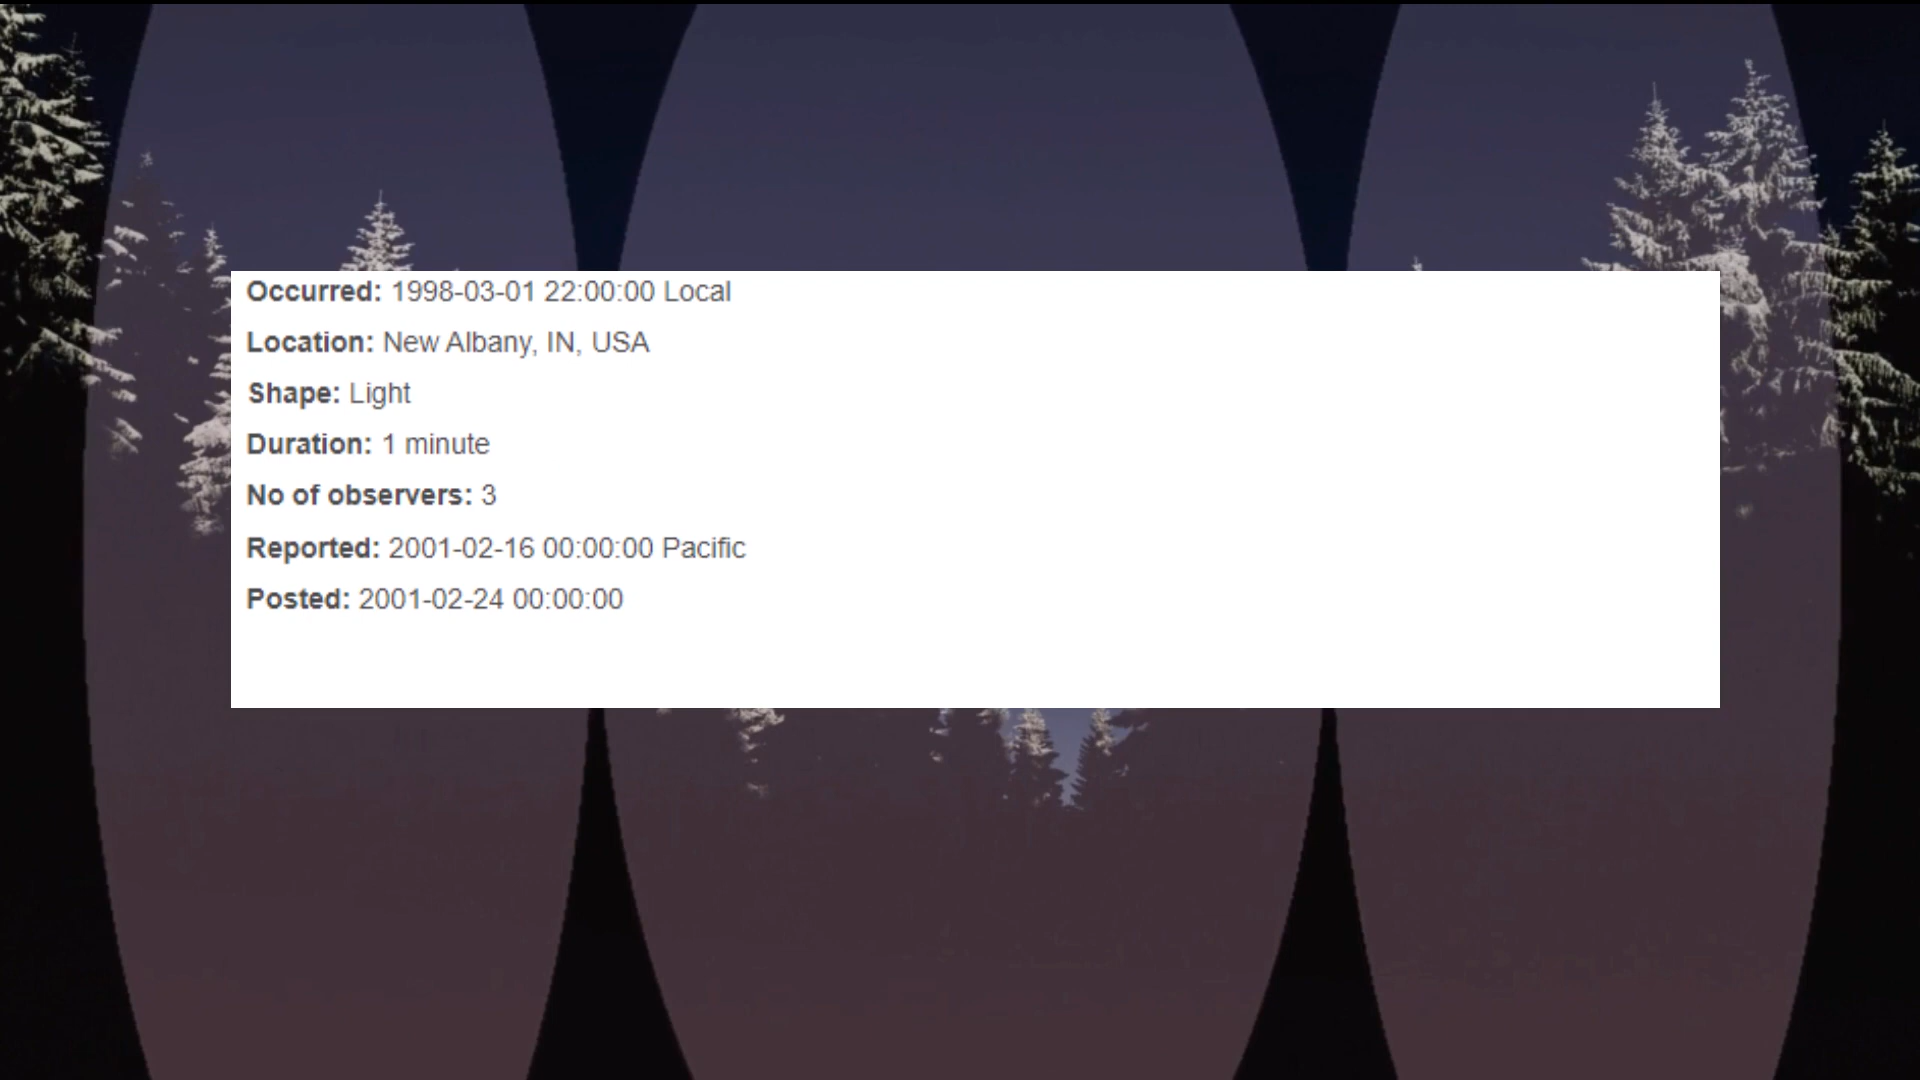 Occurred: 1998-03-01 22:00:00 Local
Location: New Albany, IN, USA
Shape: Light
Duration: 1 minute
No of observers: 3
Reported: 2001-02-16 00:00:00 Pacific
Posted: 2001-02-24 00:00:00